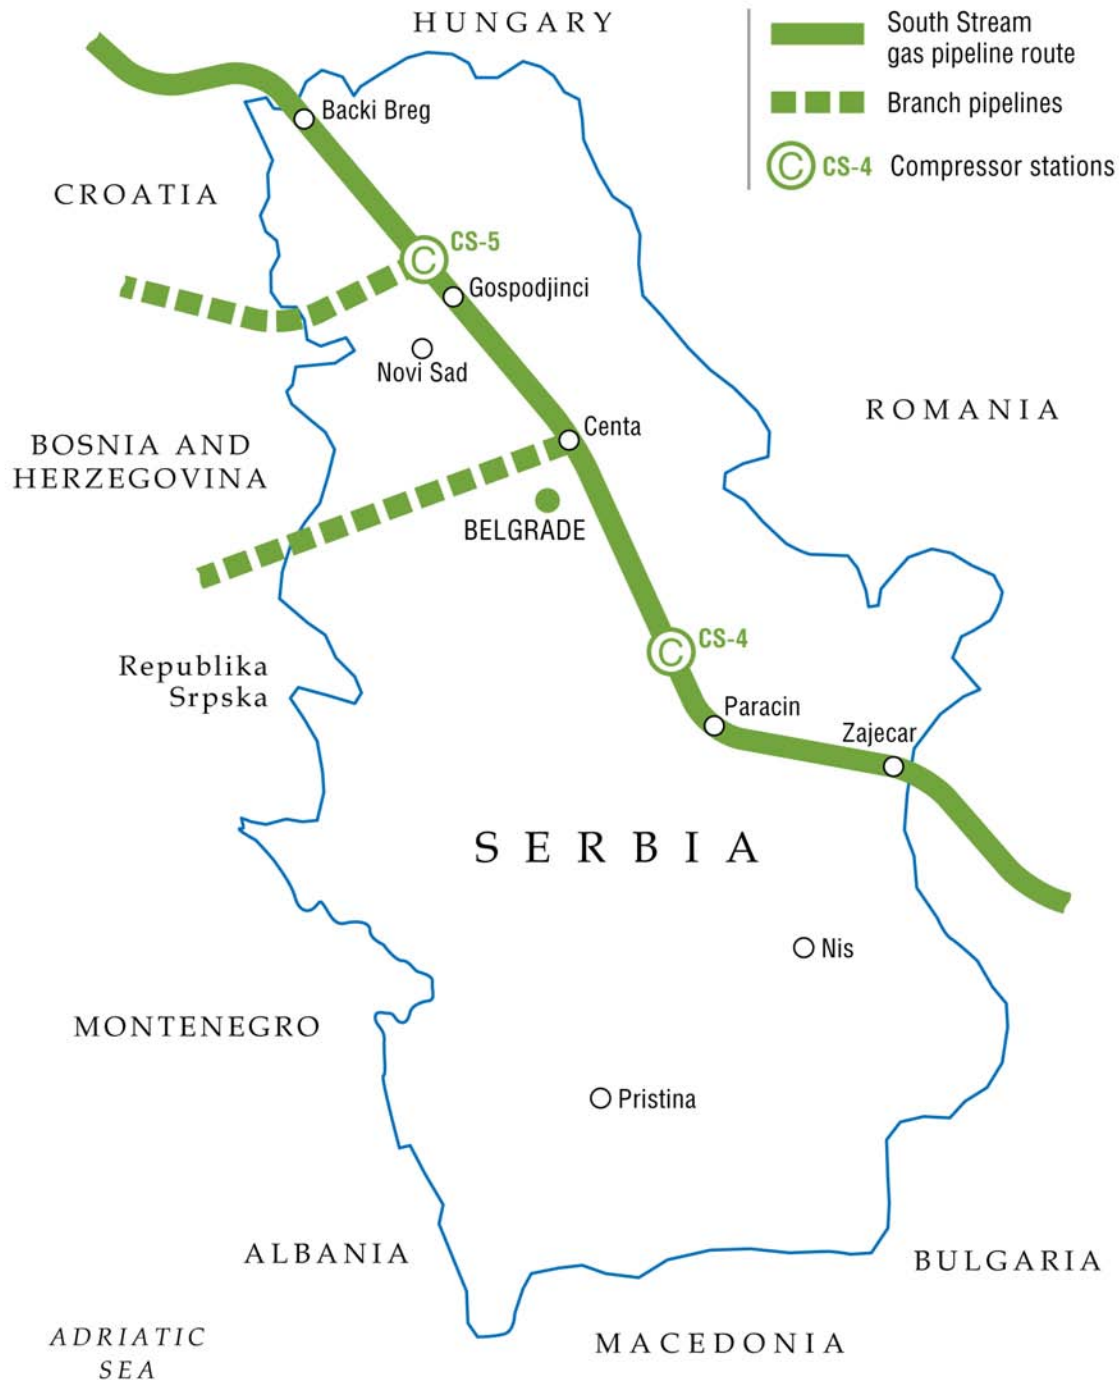 HUNGARY
South Stream
gas pipeline route
Branch pipelines
C CS-4 Compressor stations
Backi Breg
CROATIA
CS-5
C
Gospodjinci
Novi Sad
ROMANIA
Centa
BOSNIA AND
HERZEGOVINA
BELGRADE
CS-4
C
Republika
Srpska
Paracin
Zajecar
SERBIA
Nis
MONTENEGRO
Pristina
ALBANIA
BULGARIA
ADRIATIC
SEA
MACEDONIA